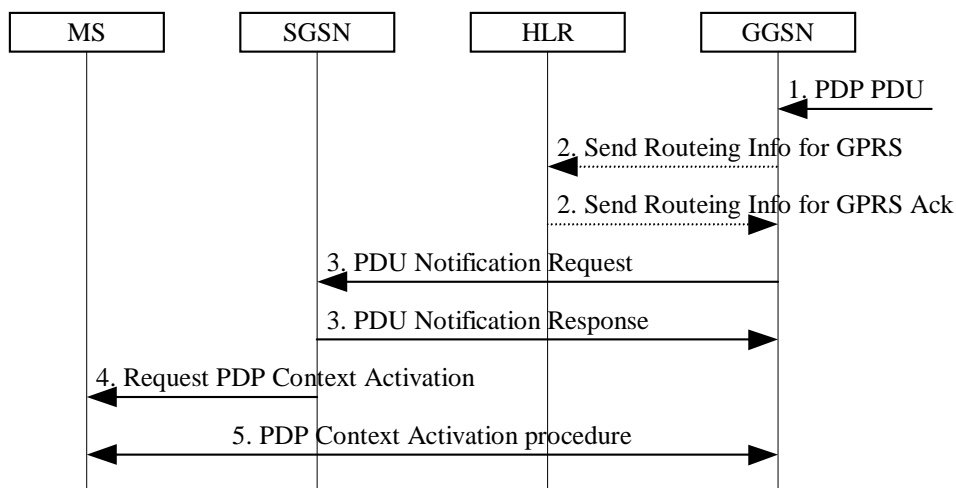 MS
SGSN
HLR
GGSN
1. PDP PDU
2. Send Routeing Info for GPRS
2. Send Routeing Info for GPRS Ack
3. PDU Notification Request
3. PDU Notification Response
4. Request PDP Context Activation
5. PDP Context Activation procedure